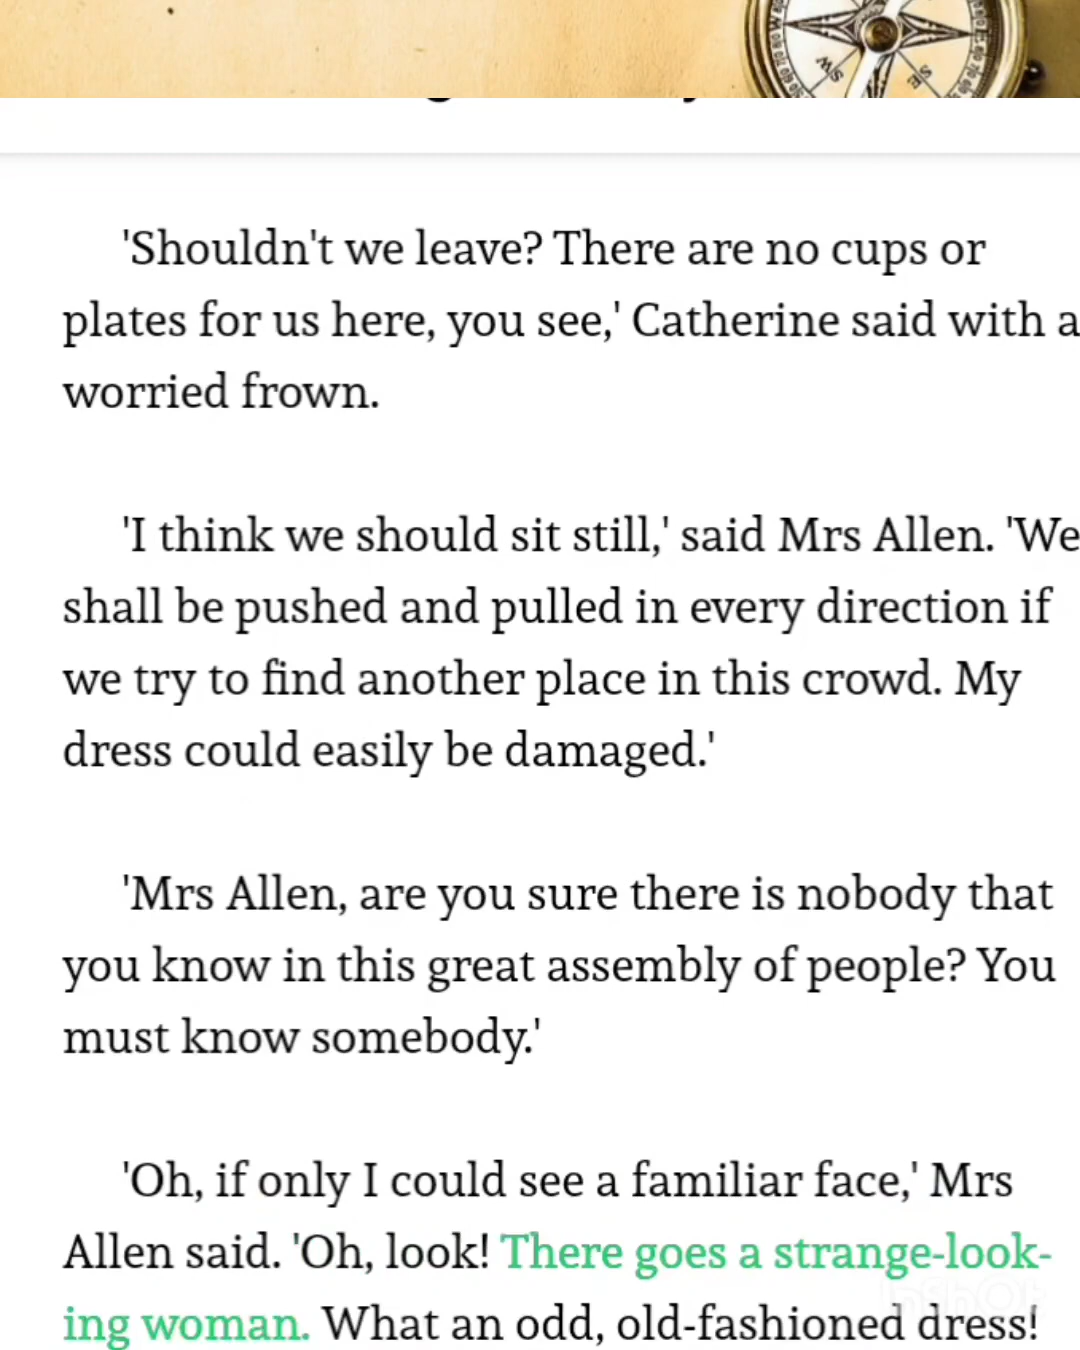 W
SW
SE
E
'Shouldn't we leave? There are no cups or
plates for us here, you see,' Catherine said with a
worried frown.
'I think we should sit still,' said Mrs Allen. 'We
shall be pushed and pulled in every direction if
we try to find another place in this crowd. My
dress could easily be damaged.'
'Mrs Allen, are you sure there is nobody that
you know in this great assembly of people? You
must know somebody.'
'Oh, if only I could see a familiar face,' Mrs
Allen said. 'Oh, look! There goes a strange-look-
ing woman. What an odd, old-fashioned dress!